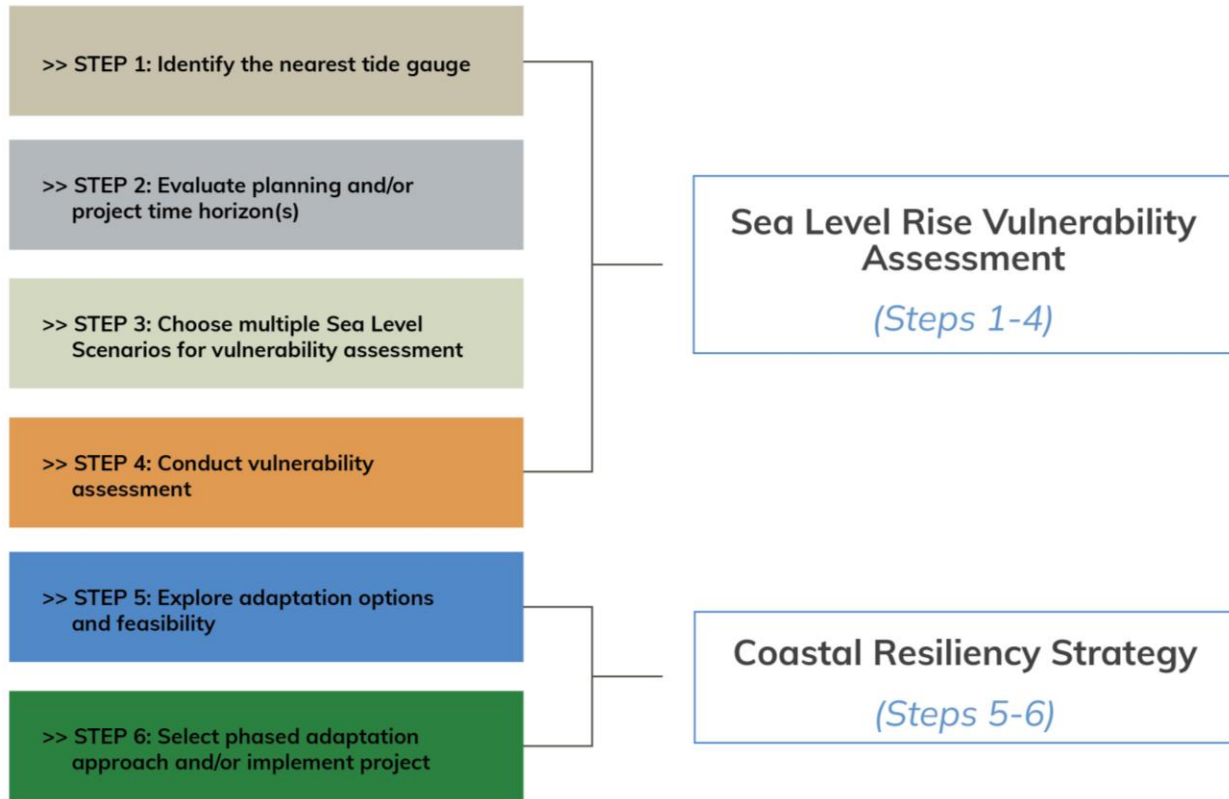 >> STEP 1: Identify the nearest tide gauge
>> STEP 2: Evaluate planning and/or
project time horizon(s)
>> STEP 3: Choose multiple Sea Level
Scenarios for vulnerability assessment
>> STEP 4: Conduct vulnerability
assessment
Sea Level Rise Vulnerability
Assessment
(Steps 1-4)
>> STEP 5: Explore adaptation options
and feasibility
>> STEP 6: Select phased adaptation
approach and/or implement project
Coastal Resiliency Strategy
(Steps 5-6)